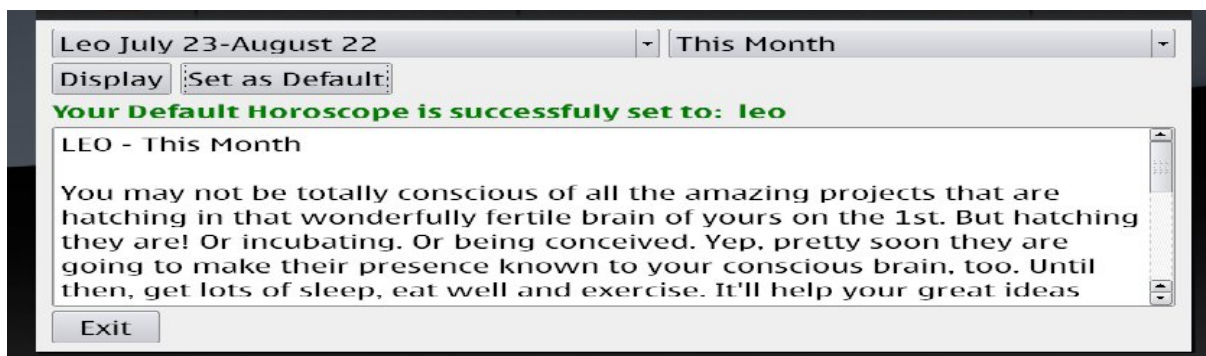 Leo July 23-August 22 This Month
Display Set as Default
Your Default Horoscope is successfuly set to: leo
LEO - This Month
You may not be totally conscious of all the amazing projects that are
hatching in that wonderfully fertile brain of yours on the 1st. But hatching
they are! Or incubating. Or being conceived. Yep, pretty soon they are
going to make their presence known to your conscious brain, too. Until
then, get lots of sleep, eat well and exercise. It'll help your great ideas
Exit